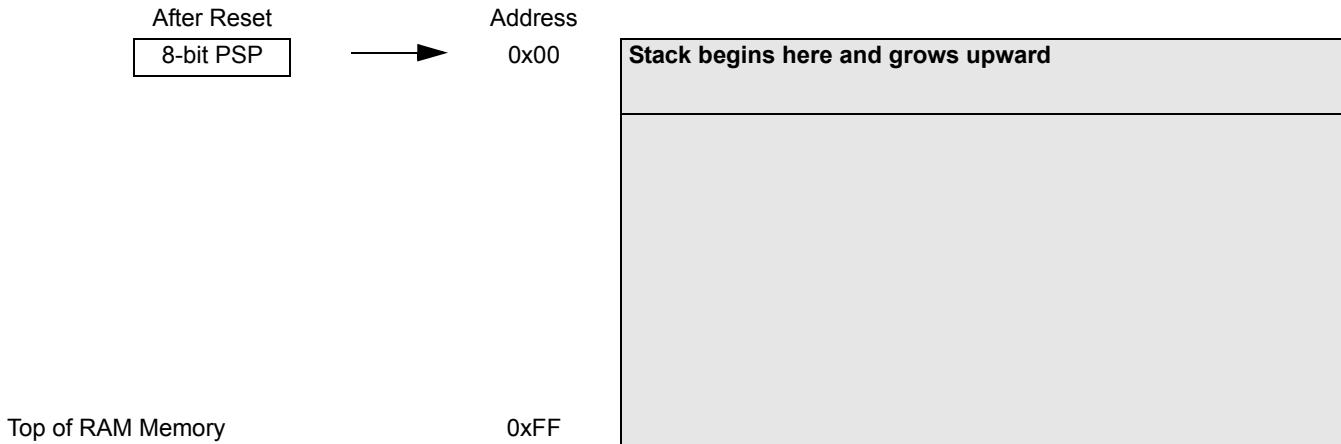 After Reset Address
8-bit PSP 0x00 Stack begins here and grows upward
Top of RAM Memory 0xFF